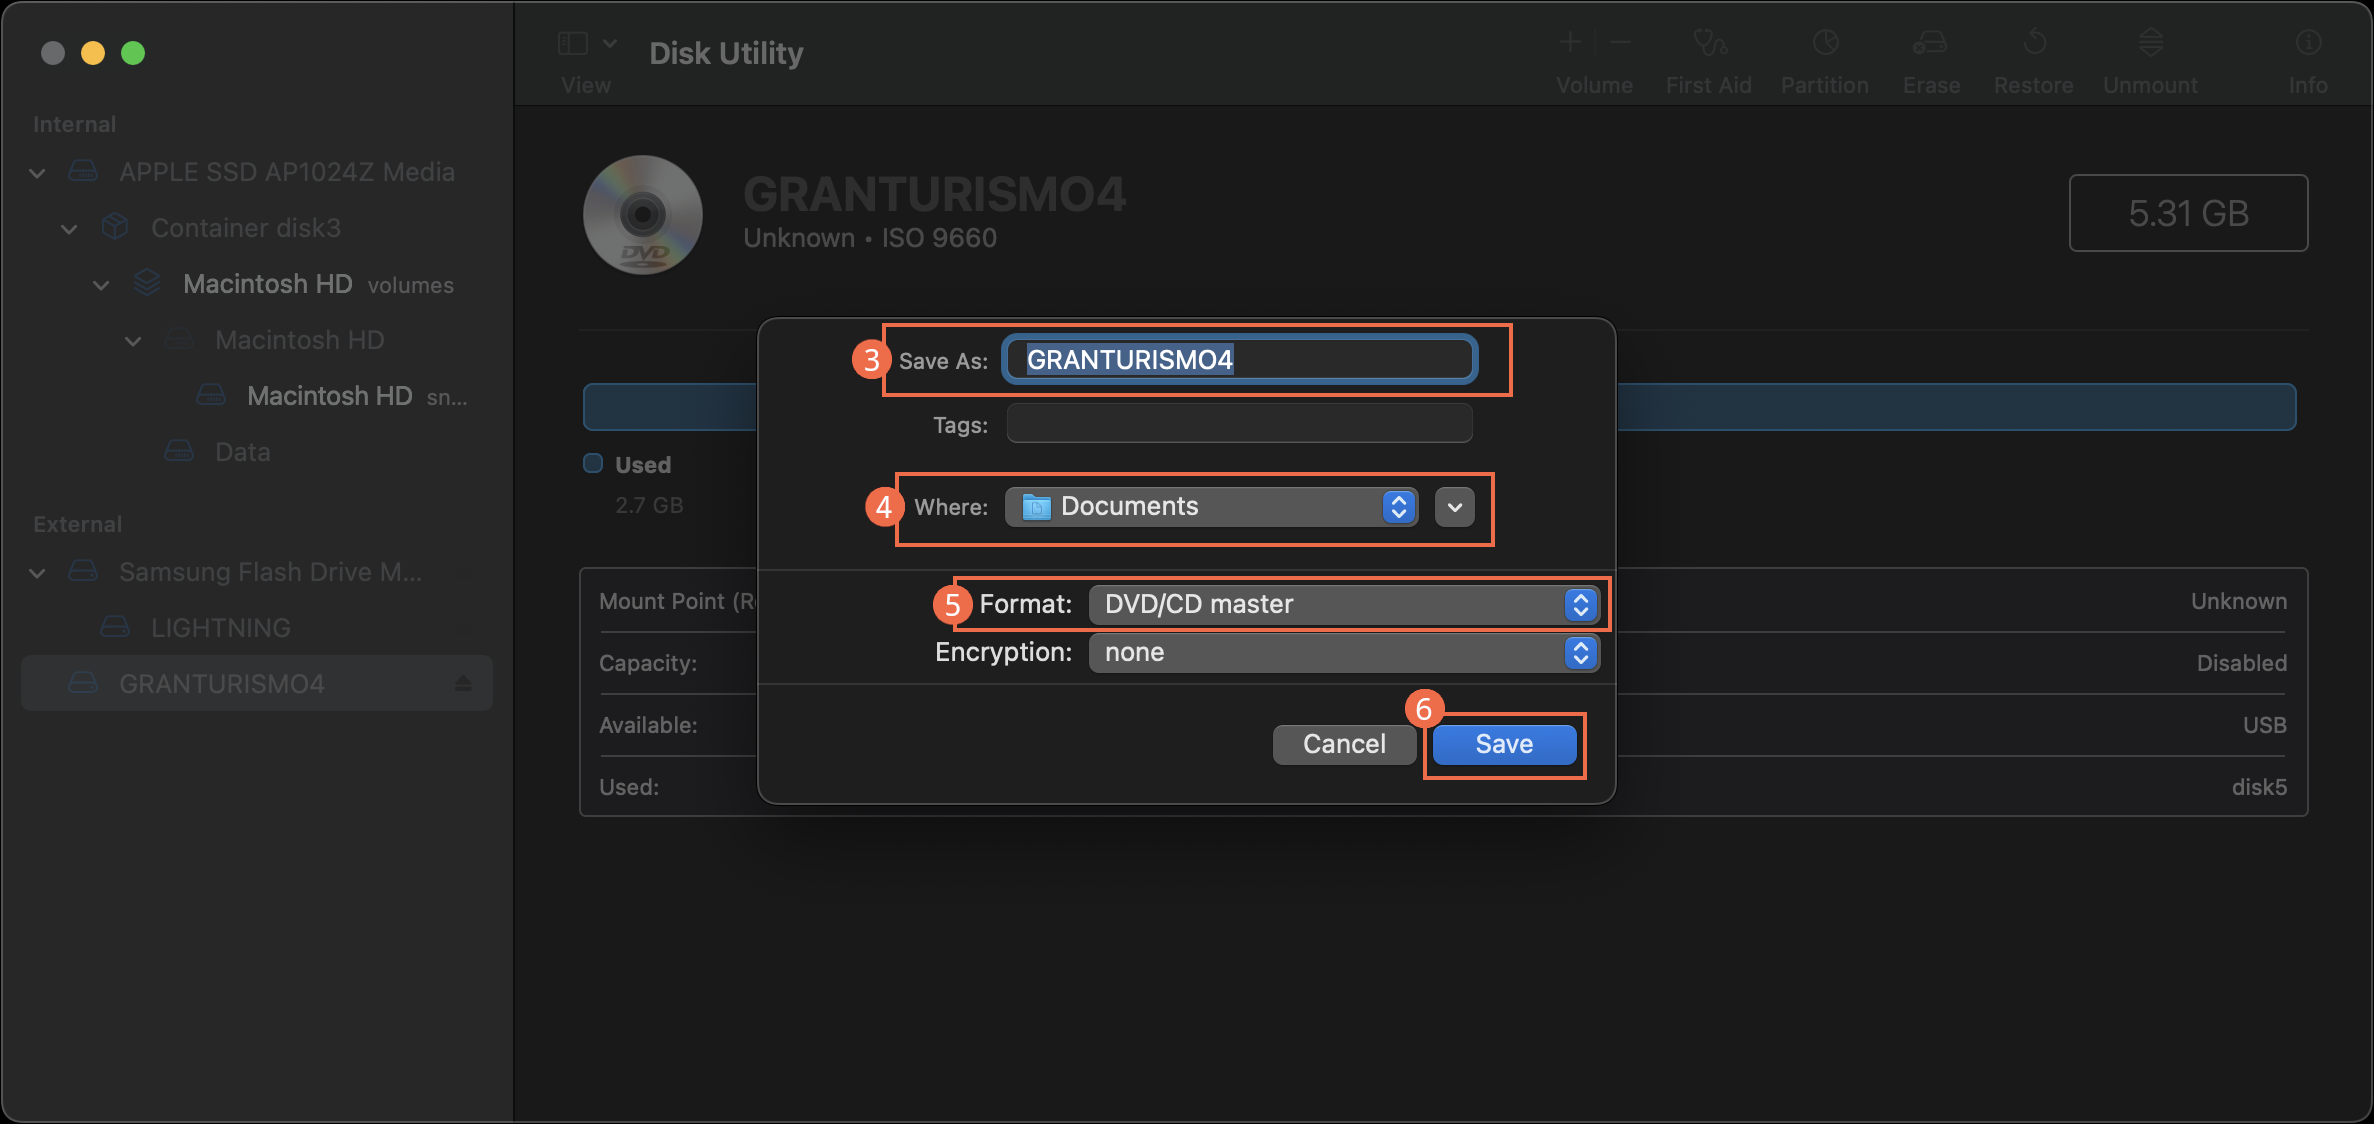 View
Disk Utility
Volume
First Aid
Partition
Erase
Restore
Unmount
Info
Internal
APPLE SSD AP1024Z Media
Container disk3
Macintosh HD volumes
Macintosh HD
Macintosh HD sn...
Data
External
Samsung Flash Drive M...
LIGHTNING
GRANTURISMO4
DVD
GRANTURISMO4
Unknown • ISO 9660
5.31 GB
Used
2.7 GB
Mount Point (R
Unknown
Capacity:
Disabled
Available:
USB
Used:
disk5
3 Save As: GRANTURISMO4
Tags:
4 Where: Documents
5 Format: DVD/CD master
Encryption: none
6
Cancel
Save